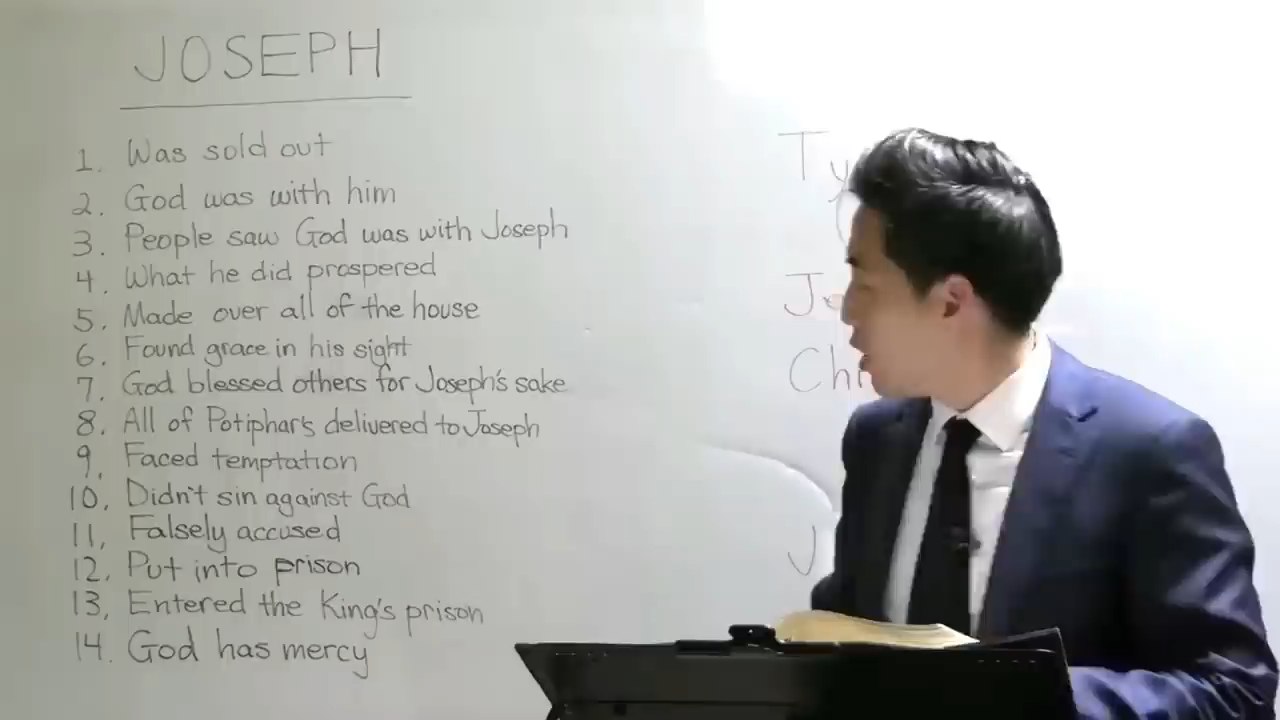 JOSEPH
1. Was sold out
2. God was with him
3. People saw God was with Joseph
4. What he did prospered
5. Made over all of the house
6. Found grace in his sight
7. God blessed others for Joseph's sake
8. All of Potiphar's delivered to Joseph
9. Faced temptation
10. Didn't sin against God
11. Falsely accused
12. Put into prison
13. Entered the King's prison
14. God has mercy